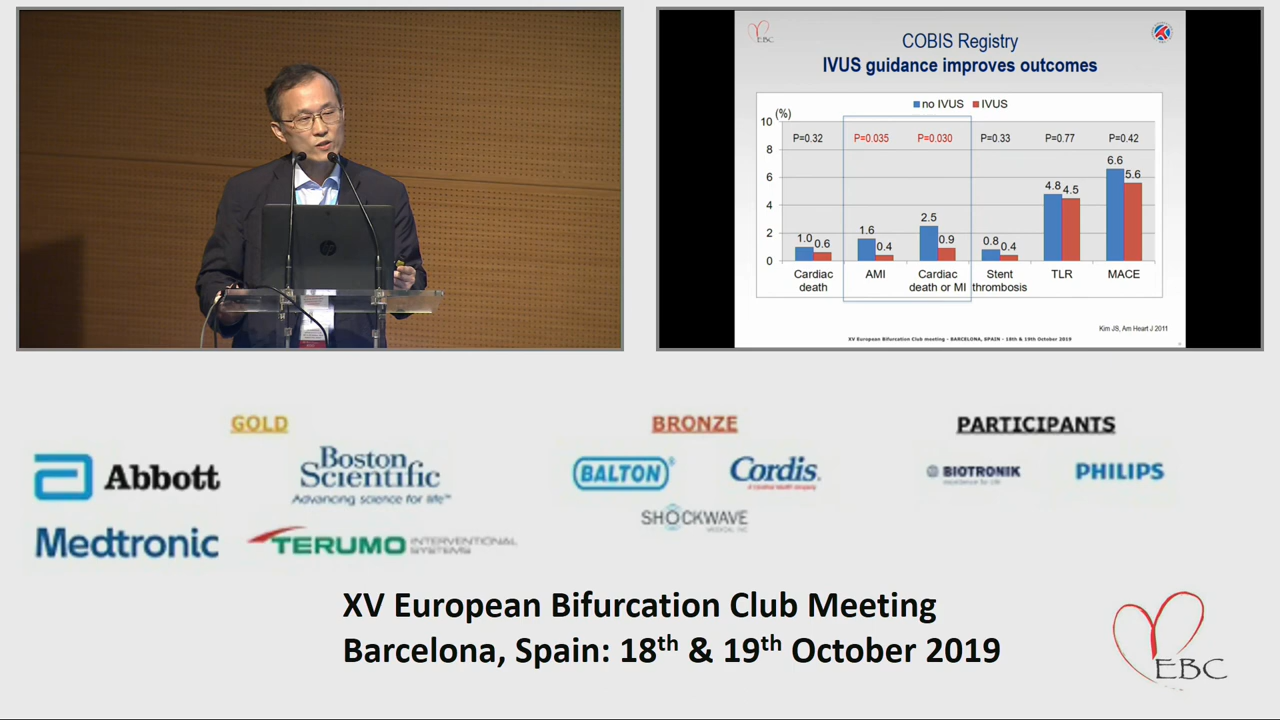 EBC
COBIS Registry
IVUS guidance improves outcomes
no IVUS IVUS
(%)
10
8
6
4
2
0
P=0.32 P=0.035 P=0.030 P=0.33 P=0.77 P=0.42
1.0 0.6 1.6 0.4 2.5 0.9 0.8 0.4 4.8 4.5 6.6 5.6
Cardiac death
AMI
Cardiac death or MI
Stent thrombosis
TLR
MACE
Kim JS, Am Heart J 2011
XV European Bifurcation Club meeting - BARCELONA, SPAIN - 18th & 19th October 2019
hp
GOLD
Abbott
Boston Scientific
Advancing science for life™
Medtronic
TERUMO INTERVENTIONAL SYSTEMS
BRONZE
BALTON®
Cordis.
SHOCKWAVE
PARTICIPANTS
BIOTRONIK
PHILIPS
XV European Bifurcation Club Meeting
Barcelona, Spain: 18th & 19th October 2019
EBC